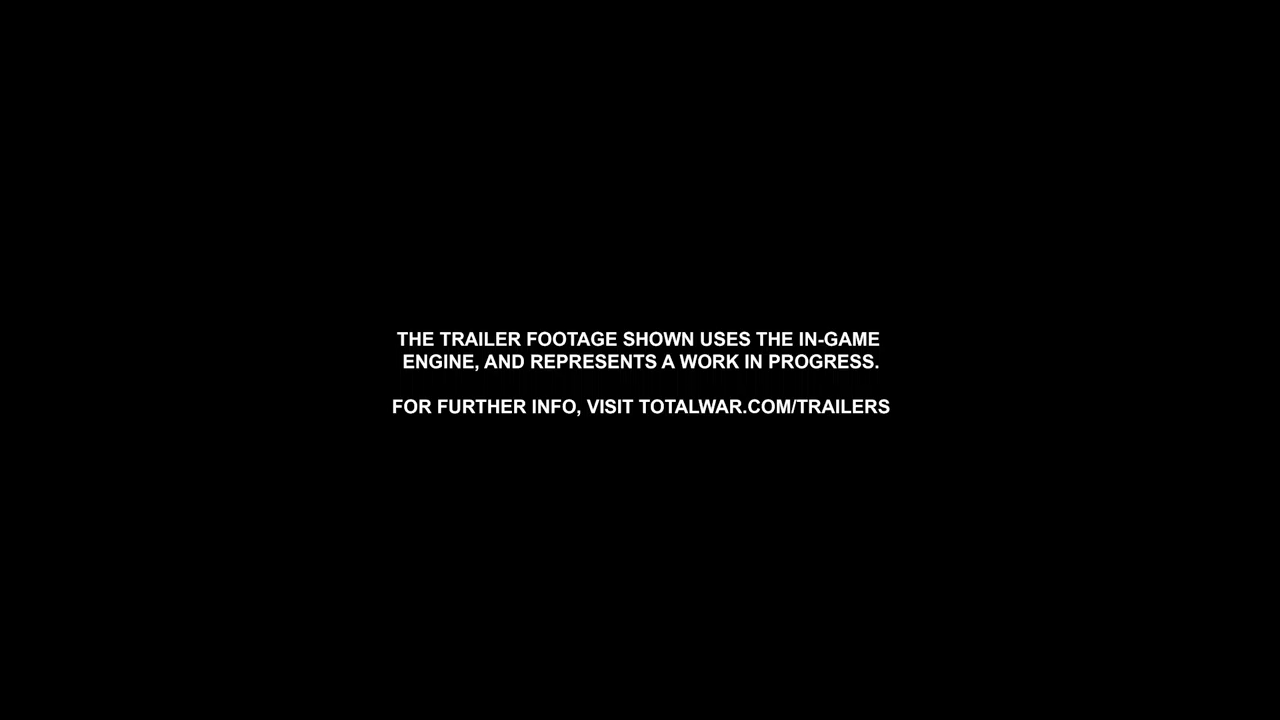 THE TRAILER FOOTAGE SHOWN USES THE IN-GAME
ENGINE, AND REPRESENTS A WORK IN PROGRESS.
FOR FURTHER INFO, VISIT TOTALWAR.COM/TRAILERS